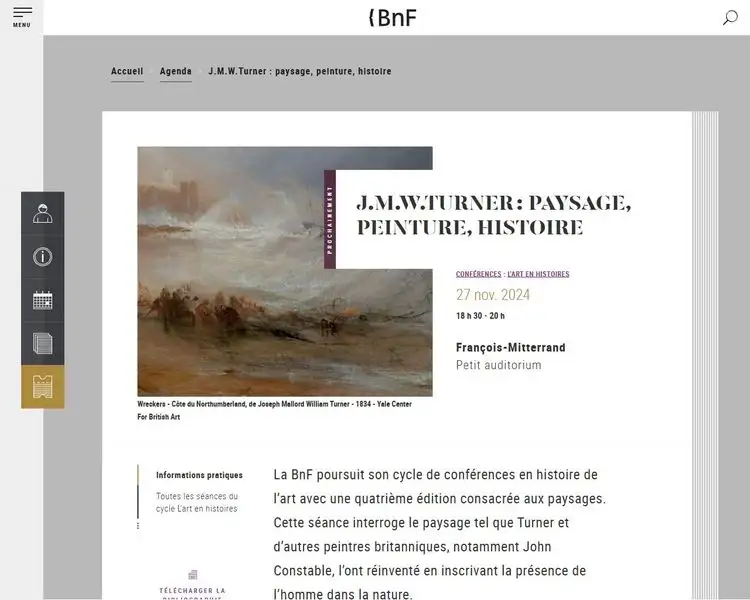 MENU
{BnF
Accueil Agenda J.M.W.Turner : paysage, peinture, histoire
PROCHAINEMENT
J.M.W.TURNER : PAYSAGE,
PEINTURE, HISTOIRE
CONFÉRENCES : L'ART EN HISTOIRES
27 nov. 2024
18 h 30 - 20 h
François-Mitterrand
Petit auditorium
Wreckers - Côte du Northumberland, de Joseph Mallord William Turner - 1834 - Yale Center
For British Art
Informations pratiques
Toutes les séances du
cycle L'art en histoires
TÉLÉCHARGER LA
BIBLIOGRAPHIE
La BnF poursuit son cycle de conférences en histoire de
l'art avec une quatrième édition consacrée aux paysages.
Cette séance interroge le paysage tel que Turner et
d'autres peintres britanniques, notamment John
Constable, l'ont réinventé en inscrivant la présence de
l'homme dans la nature.